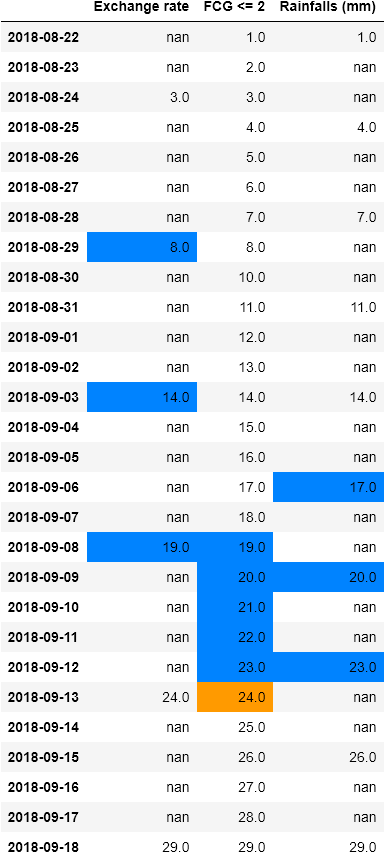 Exchange rate FCG <= 2 Rainfalls (mm)
2018-08-22 nan 1.0 1.0
2018-08-23 nan 2.0 nan
2018-08-24 3.0 3.0 nan
2018-08-25 nan 4.0 4.0
2018-08-26 nan 5.0 nan
2018-08-27 nan 6.0 nan
2018-08-28 nan 7.0 7.0
2018-08-29 8.0 8.0 nan
2018-08-30 nan 10.0 nan
2018-08-31 nan 11.0 11.0
2018-09-01 nan 12.0 nan
2018-09-02 nan 13.0 nan
2018-09-03 14.0 14.0 14.0
2018-09-04 nan 15.0 nan
2018-09-05 nan 16.0 nan
2018-09-06 nan 17.0 17.0
2018-09-07 nan 18.0 nan
2018-09-08 19.0 19.0 nan
2018-09-09 nan 20.0 20.0
2018-09-10 nan 21.0 nan
2018-09-11 nan 22.0 nan
2018-09-12 nan 23.0 23.0
2018-09-13 24.0 24.0 nan
2018-09-14 nan 25.0 nan
2018-09-15 nan 26.0 26.0
2018-09-16 nan 27.0 nan
2018-09-17 nan 28.0 nan
2018-09-18 29.0 29.0 29.0